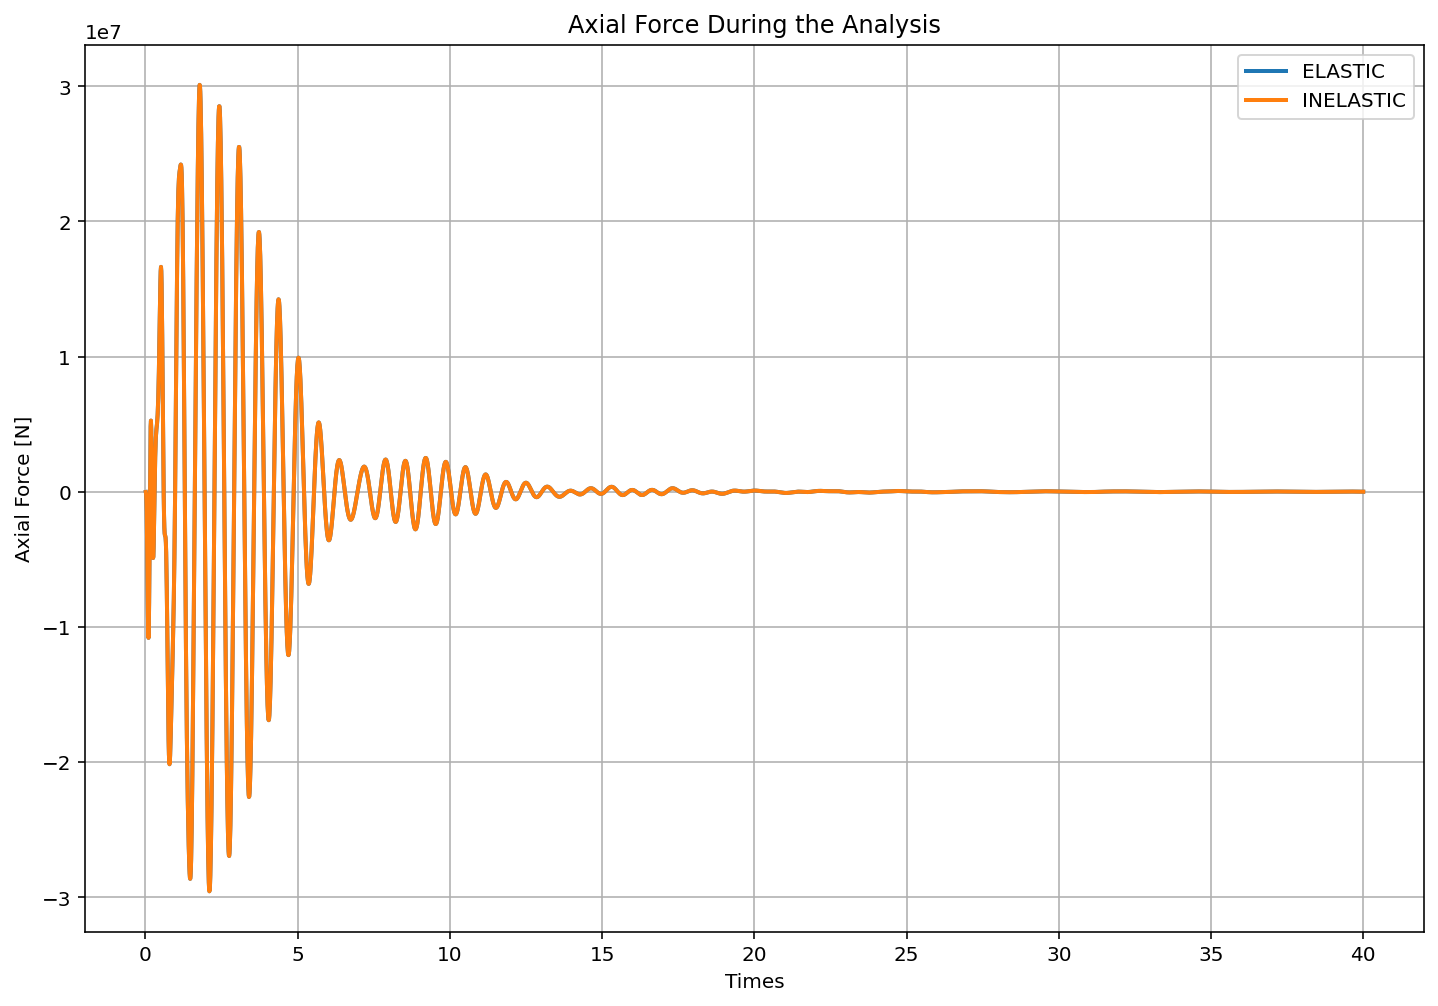 Axial Force During the Analysis
1e7
ELASTIC
INELASTIC
3
2
1
0
−1
−2
−3
Axial Force [N]
0 5 10 15 20 25 30 35 40
Times